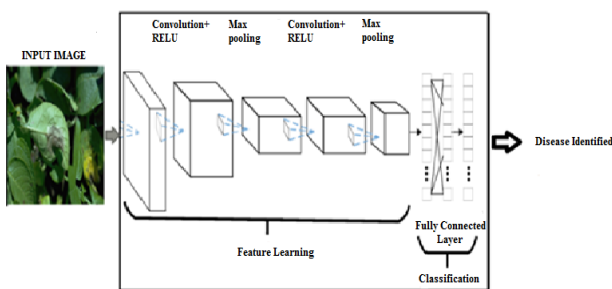 Convolution+
RELU
Max
pooling
Convolution+
RELU
Max
pooling
INPUT IMAGE
Disease Identified
Fully Connected
Layer
Feature Learning
Classification